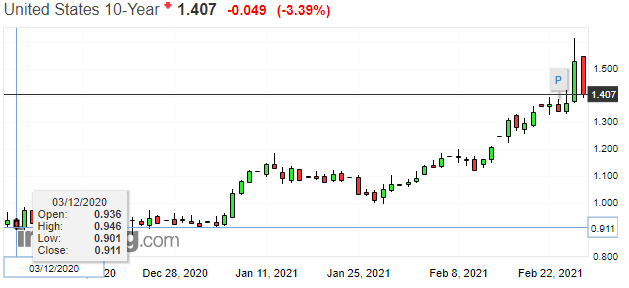 United States 10-Year 1.407 -0.049 (-3.39%)
1.500
P
1.407
1.300
1.200
1.100
1.000
03/12/2020
Open: 0.936
High: 0.946
Low: 0.901
Close: 0.911
0.911
.com
0.800
03/12/2020
Dec 28, 2020 Jan 11, 2021 Jan 25, 2021 Feb 8, 2021 Feb 22, 2021